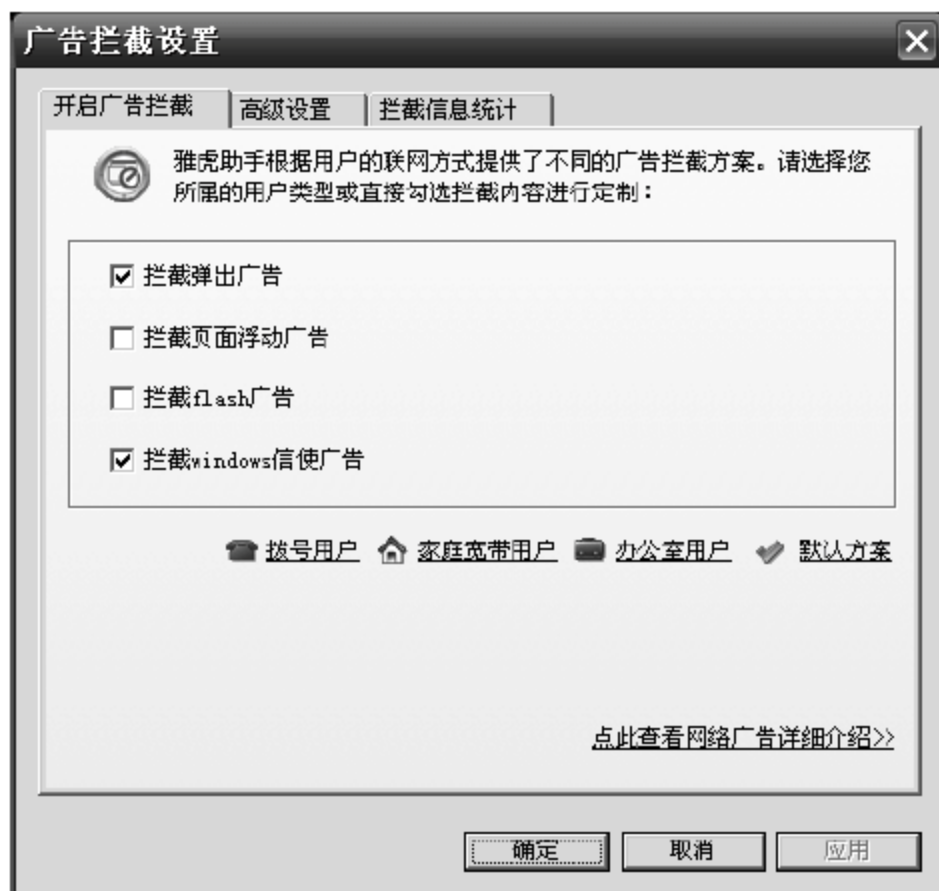 广告拦截设置
开启广告拦截 高级设置 拦截信息统计
雅虎助手根据用户的联网方式提供了不同的广告拦截方案。请选择您
所属的用户类型或直接勾选拦截内容进行定制：
拦截弹出广告
拦截页面浮动广告
拦截flash广告
拦截windows信使广告
拨号用户 家庭宽带用户 办公室用户 默认方案
点此查看网络广告详细介绍>>
确定 取消 应用